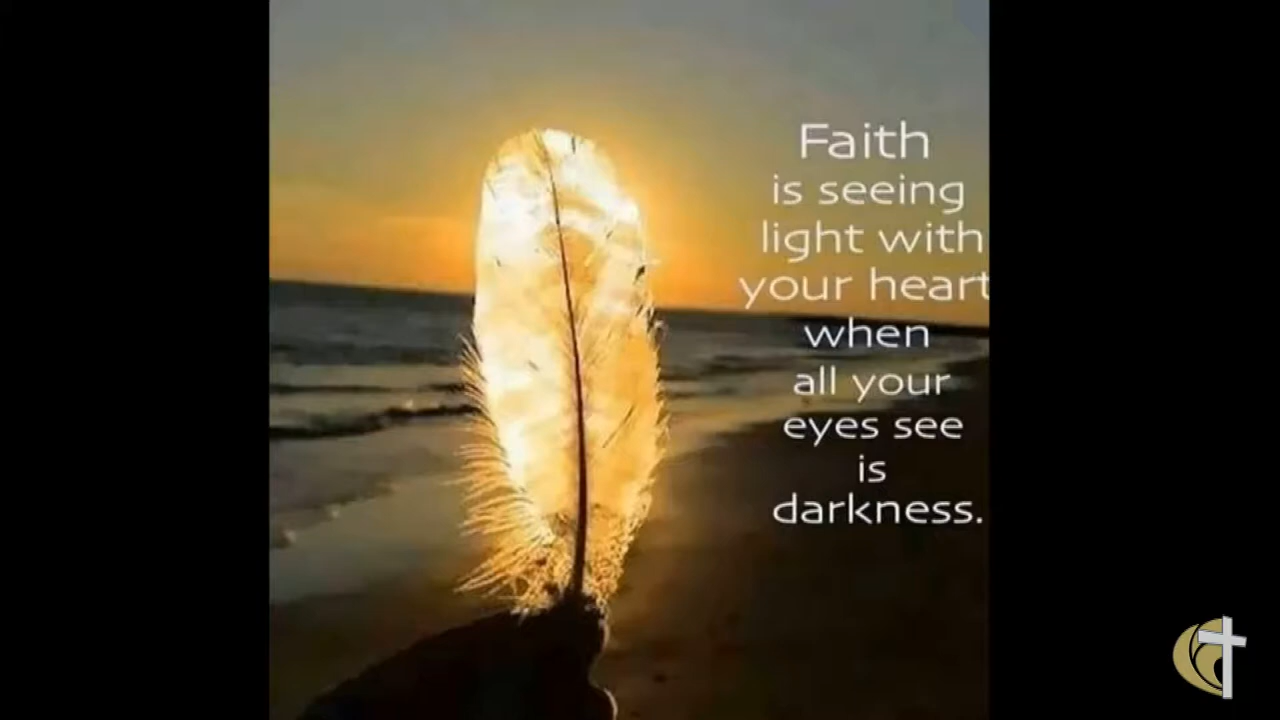 Faith
is seeing
light with
your heart
when
all your
eyes see
is
darkness.